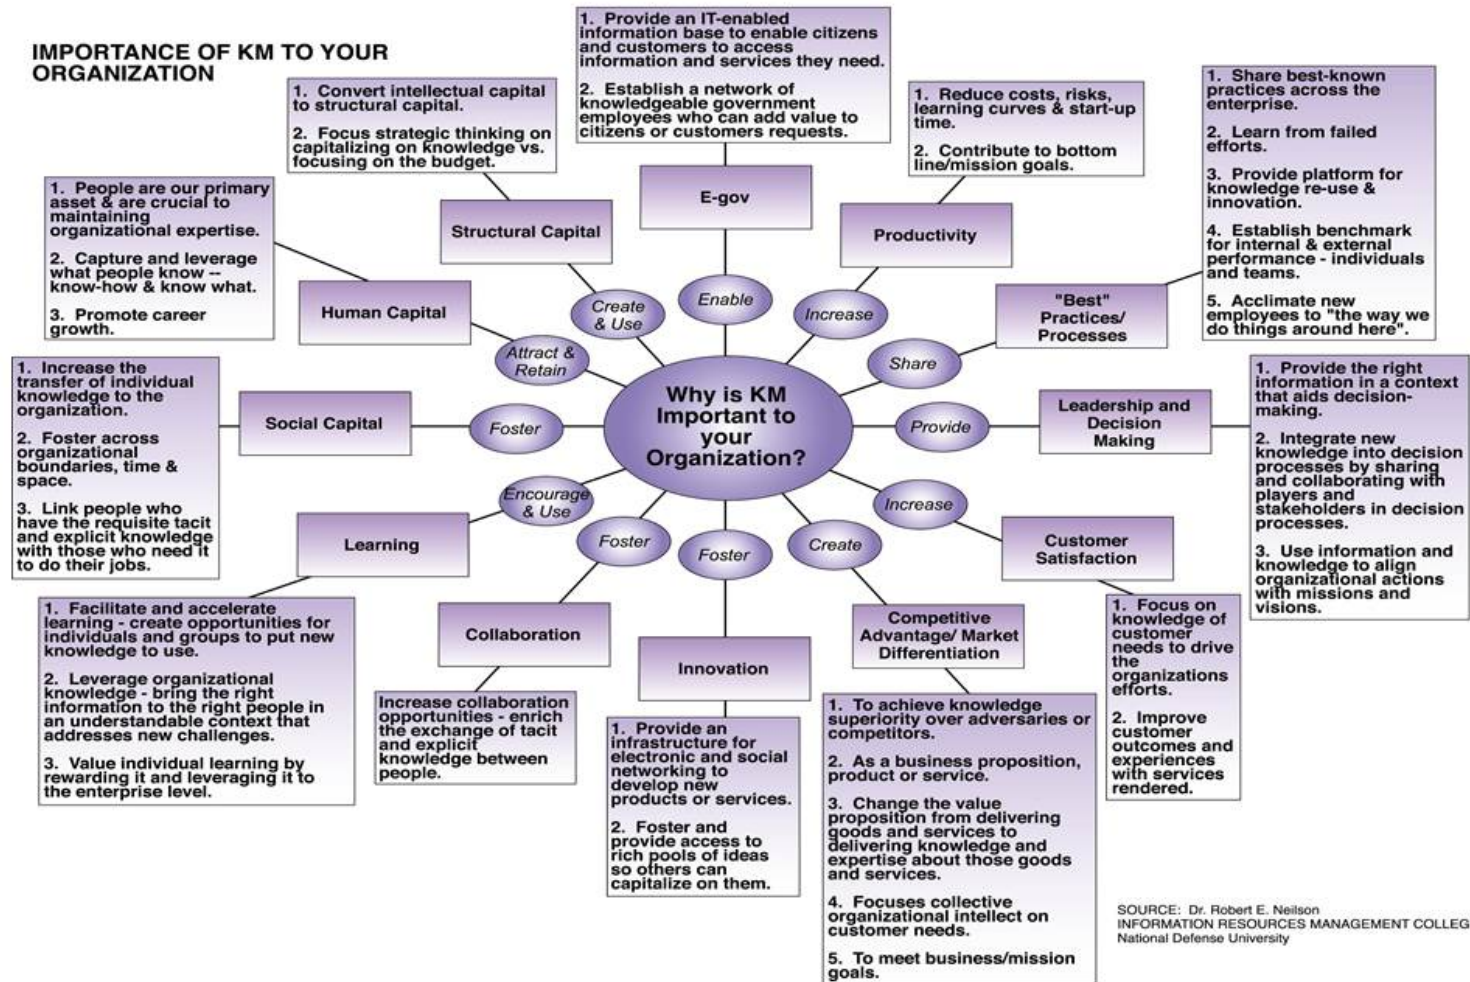 IMPORTANCE OF KM TO YOUR
ORGANIZATION
1. Provide an IT-enabled
information base to enable citizens
and customers to access
information and services they need.
2. Establish a network of
knowledgeable government
employees who can add value to
citizens or customers requests.
E-gov
Enable
1. Reduce costs, risks,
learning curves & start-up
time.
2. Contribute to bottom
line/mission goals.
Productivity
Increase
1. Share best-known
practices across the
enterprise.
2. Learn from failed
efforts.
3. Provide platform for
knowledge re-use &
innovation.
4. Establish benchmark
for internal & external
performance - individuals
and teams.
5. Acclimate new
employees to "the way we
do things around here".
"Best"
Practices/
Processes
Share
1. Provide the right
information in a context
that aids decision-
making.
2. Integrate new
knowledge into decision
processes by sharing
and collaborating with
players and
stakeholders in decision
processes.
3. Use information and
knowledge to align
organizational actions
with missions and
visions.
Leadership and
Decision
Making
Provide
Customer
Satisfaction
Increase
1. Focus on
knowledge of
customer
needs to drive
the
organizations
efforts.
2. Improve
customer
outcomes and
experiences
with services
rendered.
Competitive
Advantage/ Market
Differentiation
Create
1. To achieve knowledge
superiority over adversaries or
competitors.
2. As a business proposition,
product or service.
3. Change the value
proposition from delivering
goods and services to
delivering knowledge and
expertise about those goods
and services.
4. Focuses collective
organizational intellect on
customer needs.
5. To meet business/mission
goals.
Innovation
Foster
1. Provide an
infrastructure for
electronic and social
networking to
develop new
products or services.
2. Foster and
provide access to
rich pools of ideas
so others can
capitalize on them.
Collaboration
Foster
Increase collaboration
opportunities - enrich
the exchange of tacit
and explicit
knowledge between
people.
Learning
Encourage
& Use
1. Facilitate and accelerate
learning - create opportunities for
individuals and groups to put new
knowledge to use.
2. Leverage organizational
knowledge - bring the right
information to the right people in
an understandable context that
addresses new challenges.
3. Value individual learning by
rewarding it and leveraging it to
the enterprise level.
Social Capital
Foster
1. Increase the
transfer of individual
knowledge to the
organization.
2. Foster across
organizational
boundaries, time &
space.
3. Link people who
have the requisite tacit
and explicit knowledge
with those who need it
to do their jobs.
Human Capital
Attract &
Retain
1. People are our primary
asset & are crucial to
maintaining
organizational expertise.
2. Capture and leverage
what people know --
know-how & know what.
3. Promote career
growth.
Structural Capital
Create
& Use
1. Convert intellectual capital
to structural capital.
2. Focus strategic thinking on
capitalizing on knowledge vs.
focusing on the budget.
Why is KM
Important to
your
Organization?
SOURCE: Dr. Robert E. Neilson
INFORMATION RESOURCES MANAGEMENT COLLEG
National Defense University